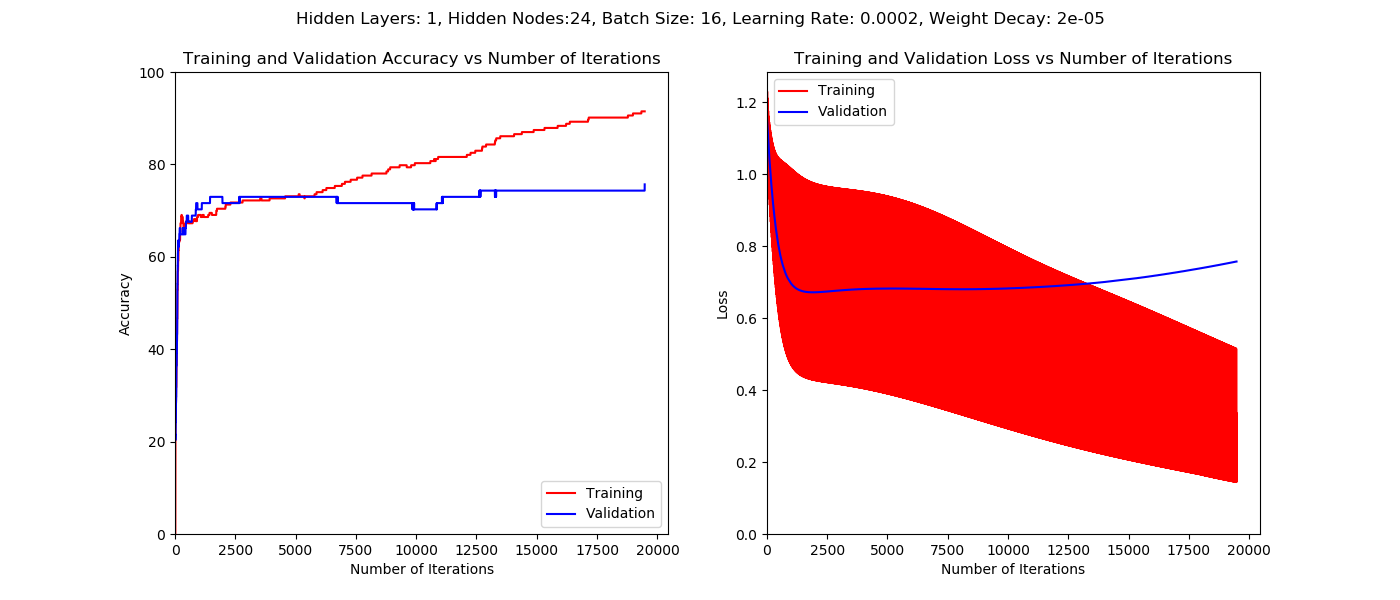 Hidden Layers: 1, Hidden Nodes:24, Batch Size: 16, Learning Rate: 0.0002, Weight Decay: 2e-05
Training and Validation Accuracy vs Number of Iterations
100
80
60
40
20
0
Accuracy
Training
Validation
0 2500 5000 7500 10000 12500 15000 17500 20000
Number of Iterations
Training and Validation Loss vs Number of Iterations
Training
Validation
1.2
1.0
0.8
0.6
0.4
0.2
0.0
Loss
0 2500 5000 7500 10000 12500 15000 17500 20000
Number of Iterations